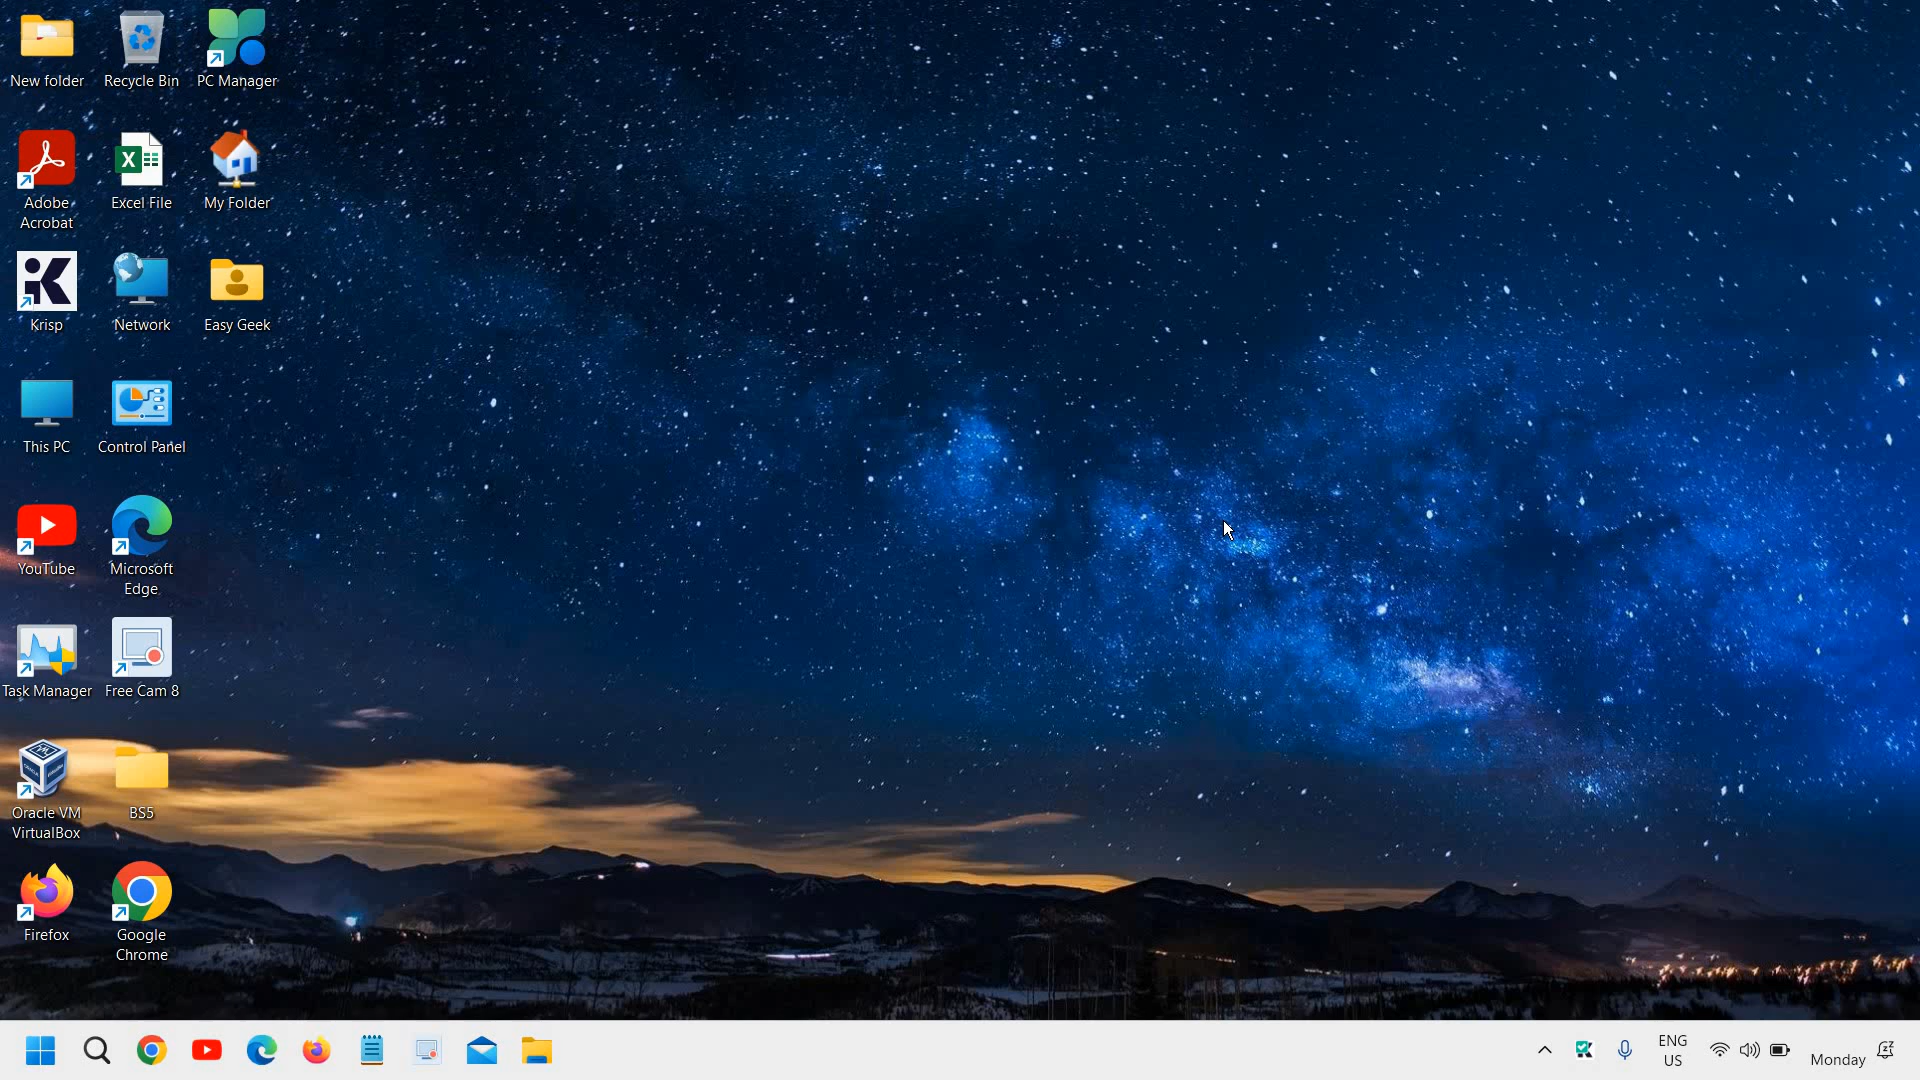 New folder
Recycle Bin
PC Manager
Adobe
Acrobat
Excel File
My Folder
Krisp
Network
Easy Geek
This PC
Control Panel
YouTube
Microsoft
Edge
Task Manager
Free Cam 8
Oracle VM
VirtualBox
BS5
Firefox
Google
Chrome
ENG
US
Monday